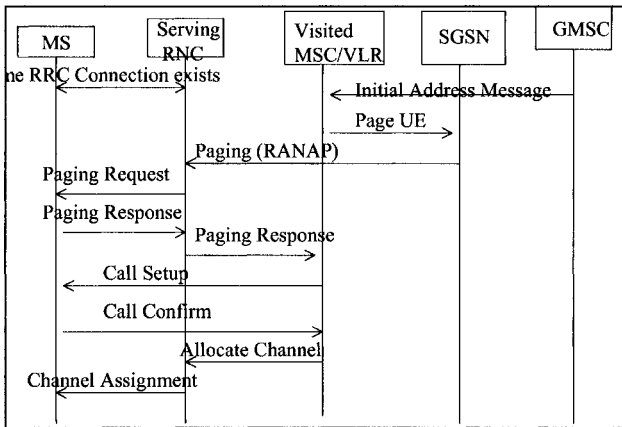 MS
Serving
RNC
Visited
MSC/VLR
SGSN
GMSC
ne RRC Connection exists
Initial Address Message
Page UE
Paging (RANAP)
Paging Request
Paging Response
Paging Response
Call Setup
Call Confirm
Allocate Channel
Channel Assignment